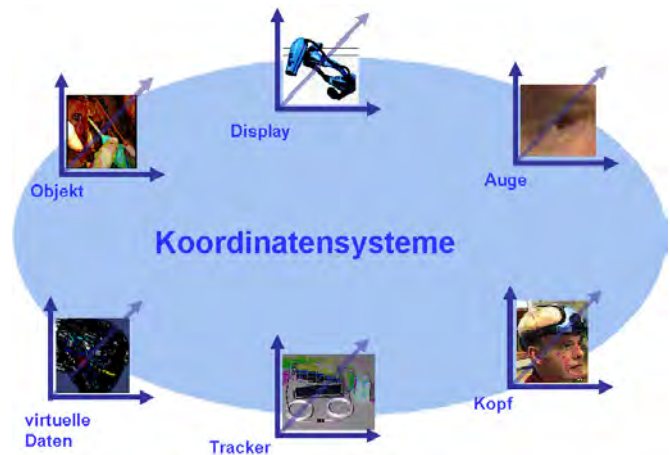 Display
Objekt
Auge
Koordinatensysteme
virtuelle
Daten
Tracker
Kopf